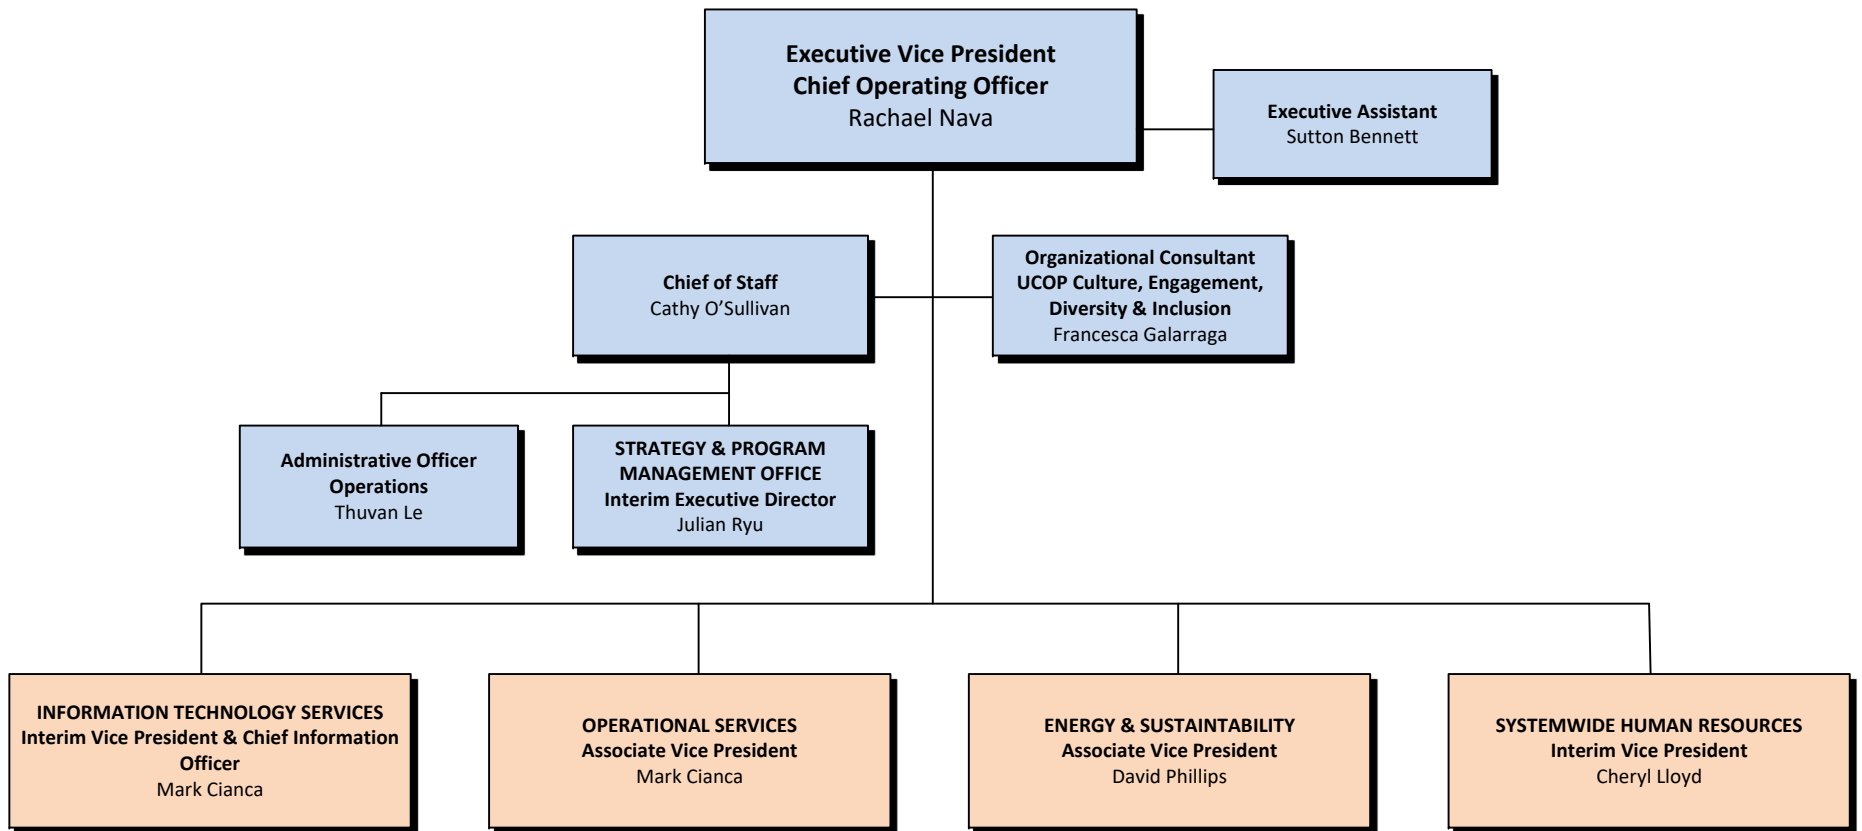 Executive Vice President
Chief Operating Officer
Rachael Nava
Executive Assistant
Sutton Bennett
Chief of Staff
Cathy O’Sullivan
Organizational Consultant
UCOP Culture, Engagement,
Diversity & Inclusion
Francesca Galarraga
Administrative Officer
Operations
Thuvan Le
STRATEGY & PROGRAM
MANAGEMENT OFFICE
Interim Executive Director
Julian Ryu
INFORMATION TECHNOLOGY SERVICES
Interim Vice President & Chief Information
Officer
Mark Cianca
OPERATIONAL SERVICES
Associate Vice President
Mark Cianca
ENERGY & SUSTAINTABILITY
Associate Vice President
David Phillips
SYSTEMWIDE HUMAN RESOURCES
Interim Vice President
Cheryl Lloyd